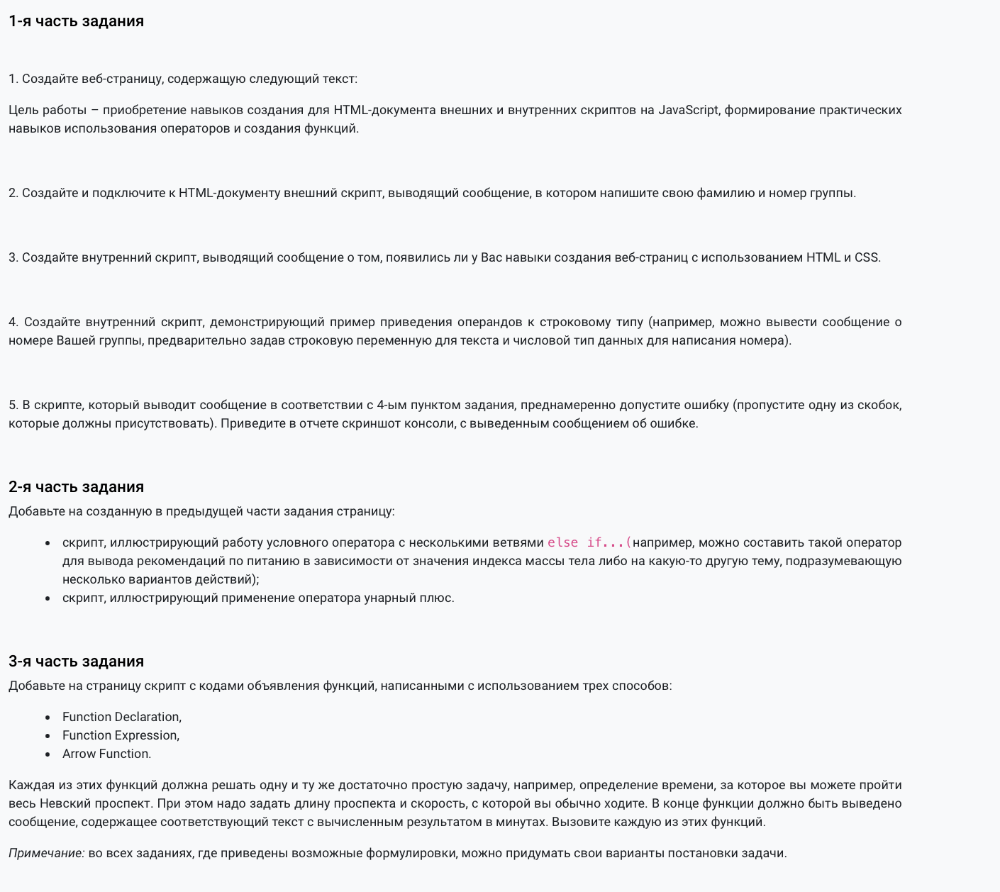 1-я часть задания
1. Создайте веб-страницу, содержащую следующий текст:
Цель работы – приобретение навыков создания для HTML-документа внешних и внутренних скриптов на JavaScript, формирование практических
навыков использования операторов и создания функций.
2. Создайте и подключите к HTML-документу внешний скрипт, выводящий сообщение, в котором напишите свою фамилию и номер группы.
3. Создайте внутренний скрипт, выводящий сообщение о том, появились ли у Вас навыки создания веб-страниц с использованием HTML и CSS.
4. Создайте внутренний скрипт, демонстрирующий пример приведения операндов к строковому типу (например, можно вывести сообщение о
номере Вашей группы, предварительно задав строковую переменную для текста и числовой тип данных для написания номера).
5. В скрипте, который выводит сообщение в соответствии с 4-ым пунктом задания, преднамеренно допустите ошибку (пропустите одну из скобок,
которые должны присутствовать). Приведите в отчете скриншот консоли, с выведенным сообщением об ошибке.
2-я часть задания
Добавьте на созданную в предыдущей части задания страницу:
• скрипт, иллюстрирующий работу условного оператора с несколькими ветвями else if...(например, можно составить такой оператор
для вывода рекомендаций по питанию в зависимости от значения индекса массы тела либо на какую-то другую тему, подразумевающую
несколько вариантов действий);
• скрипт, иллюстрирующий применение оператора унарный плюс.
3-я часть задания
Добавьте на страницу скрипт с кодами объявления функций, написанными с использованием трех способов:
• Function Declaration,
• Function Expression,
• Arrow Function.
Каждая из этих функций должна решать одну и ту же достаточно простую задачу, например, определение времени, за которое вы можете пройти
весь Невский проспект. При этом надо задать длину проспекта и скорость, с которой вы обычно ходите. В конце функции должно быть выведено
сообщение, содержащее соответствующий текст с вычисленным результатом в минутах. Вызовите каждую из этих функций.
Примечание: во всех заданиях, где приведены возможные формулировки, можно придумать свои варианты постановки задачи.